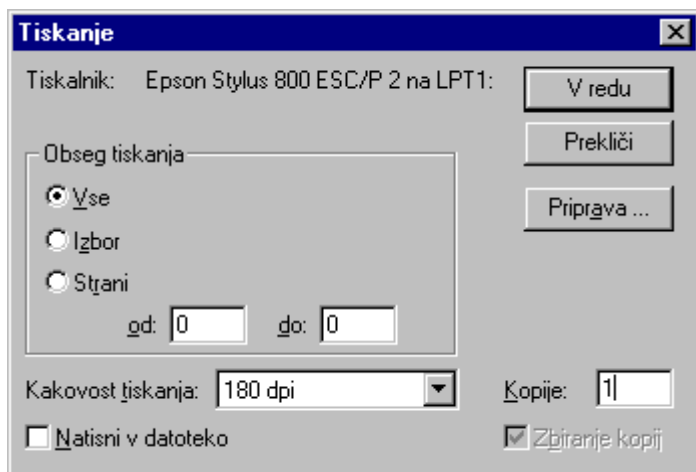 Tiskanje
Tiskalnik: Epson Stylus 800 ESC/P 2 na LPT1:
V redu
Prekliči
Priprava ...
Obseg tiskanja
Vse
Izbor
Strani
od: 0 do: 0
Kakovost tiskanja: 180 dpi
Kopije: 1
Natisni v datoteko
Zbiranje kopij